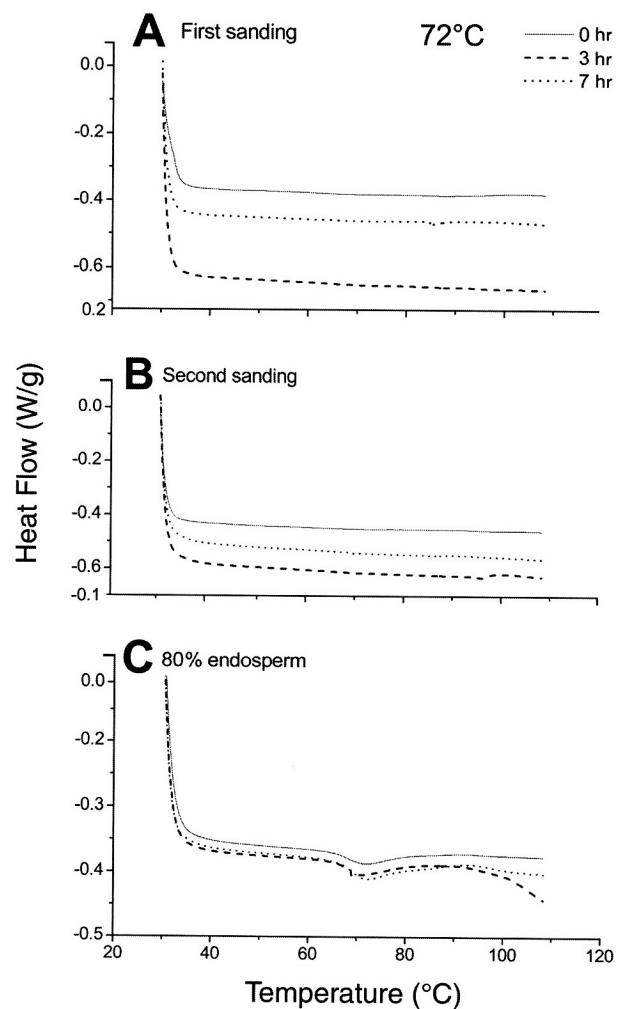 A First sanding
72°C
0 hr
3 hr
7 hr
0.0
-0.2
-0.4
-0.6
0.2
B Second sanding
0.0
-0.2
-0.4
-0.6
-0.1
Heat Flow (W/g)
C 80% endosperm
0.0
-0.2
-0.3
-0.4
-0.5
20 40 60 80 100 120
Temperature (°C)